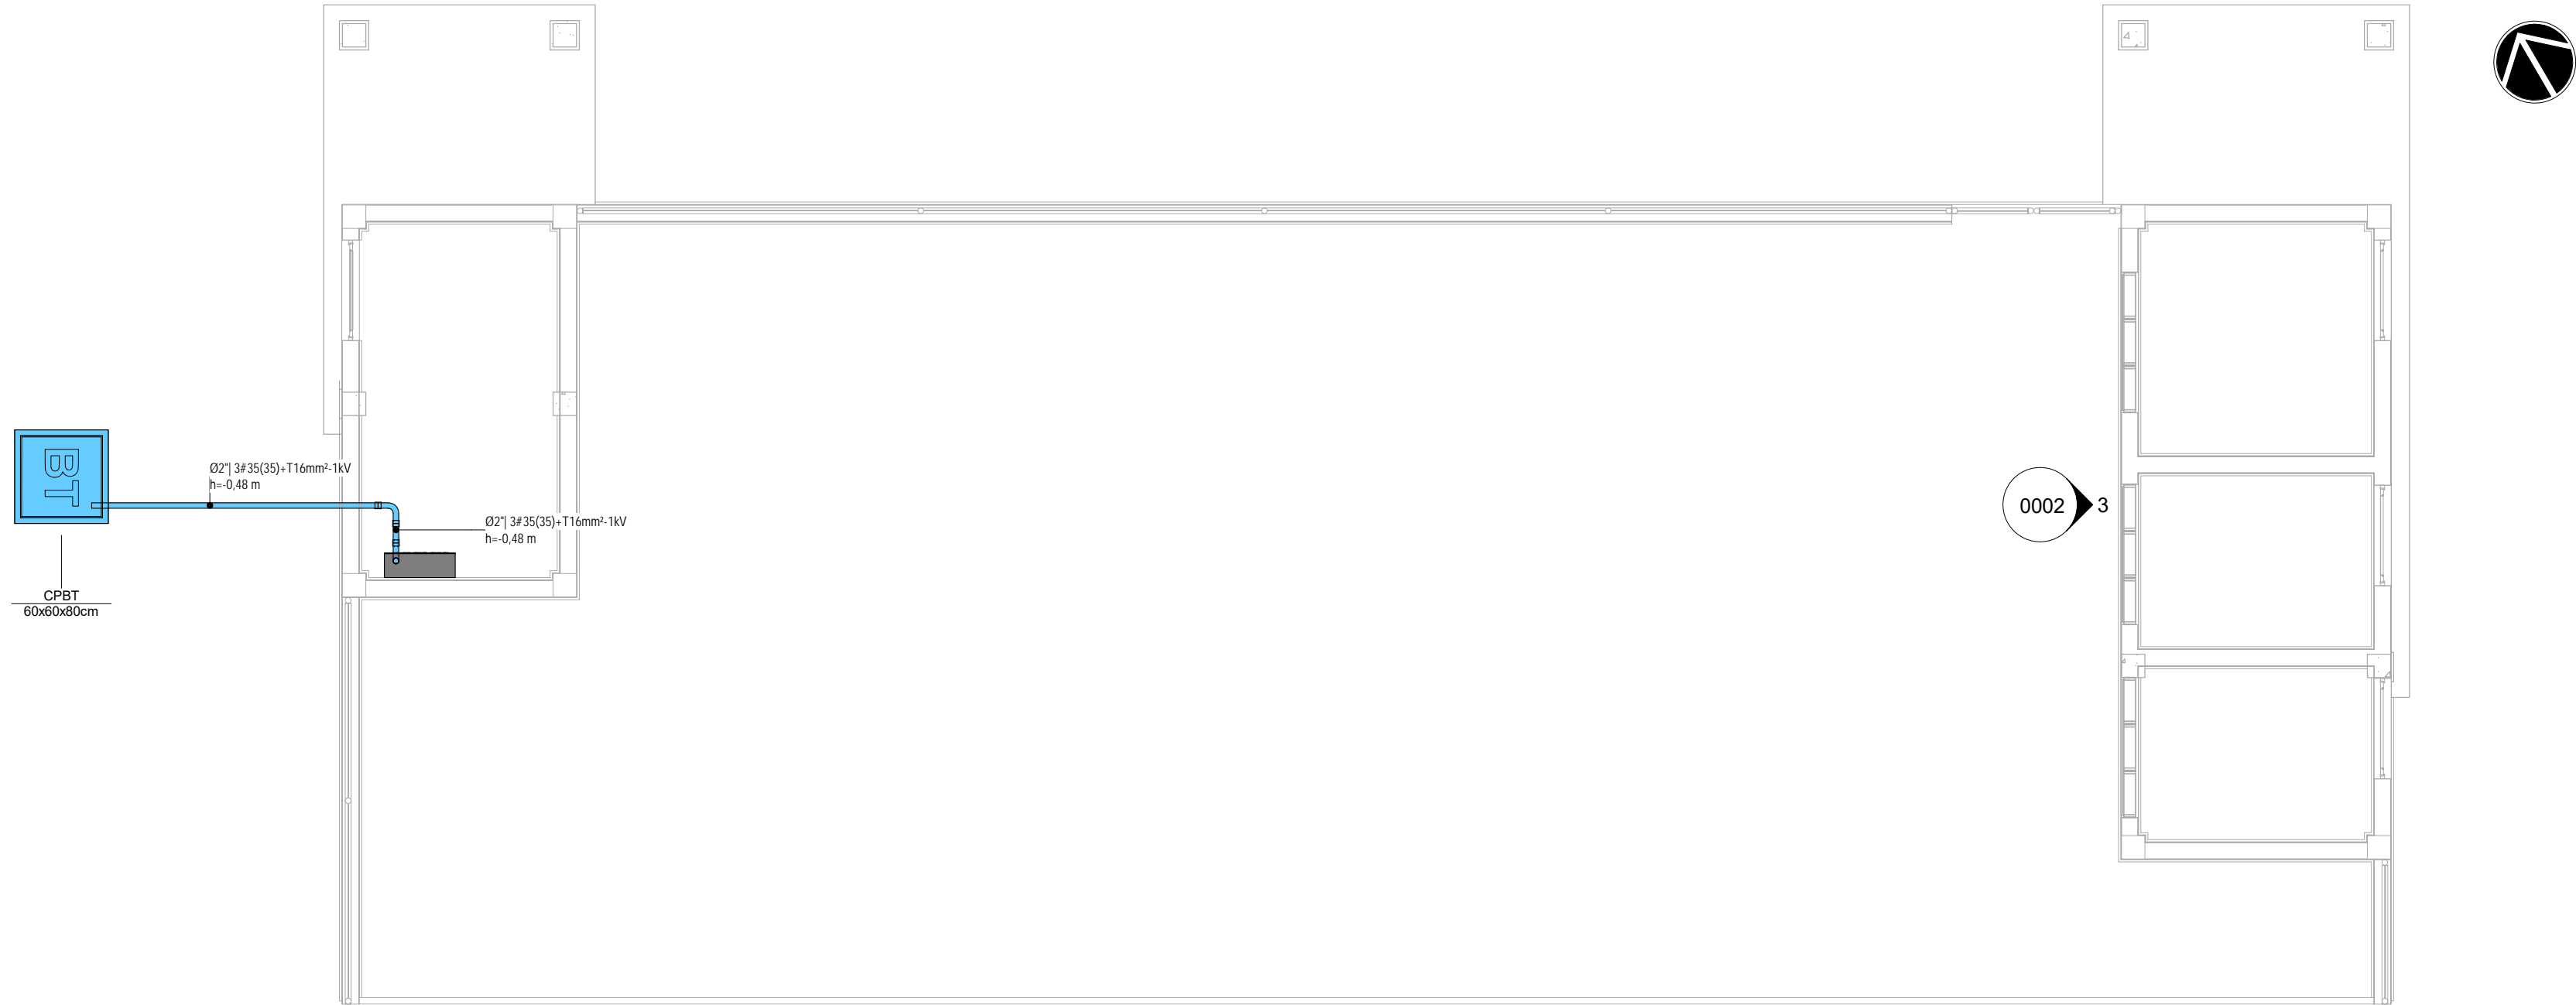 BT
Ø2"| 3#35(35)+T16mm²-1kV
h=-0,48 m
Ø2"| 3#35(35)+T16mm²-1kV
h=-0,48 m
CPBT
60x60x80cm
0002
3